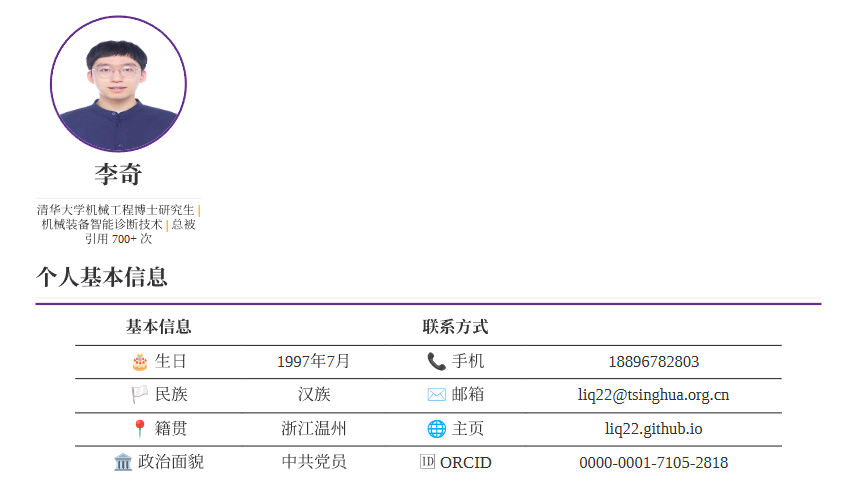 李奇
清华大学机械工程博士研究生 |
机械装备智能诊断技术 | 总被
引用 700+ 次
个人基本信息
基本信息 联系方式
🎂 生日 1997年7月 📞 手机 18896782803
🏳️ 民族 汉族 ✉️ 邮箱 liq22@tsinghua.org.cn
📍 籍贯 浙江温州 🌐 主页 liq22.github.io
🏛️ 政治面貌 中共党员 🆔 ORCID 0000-0001-7105-2818